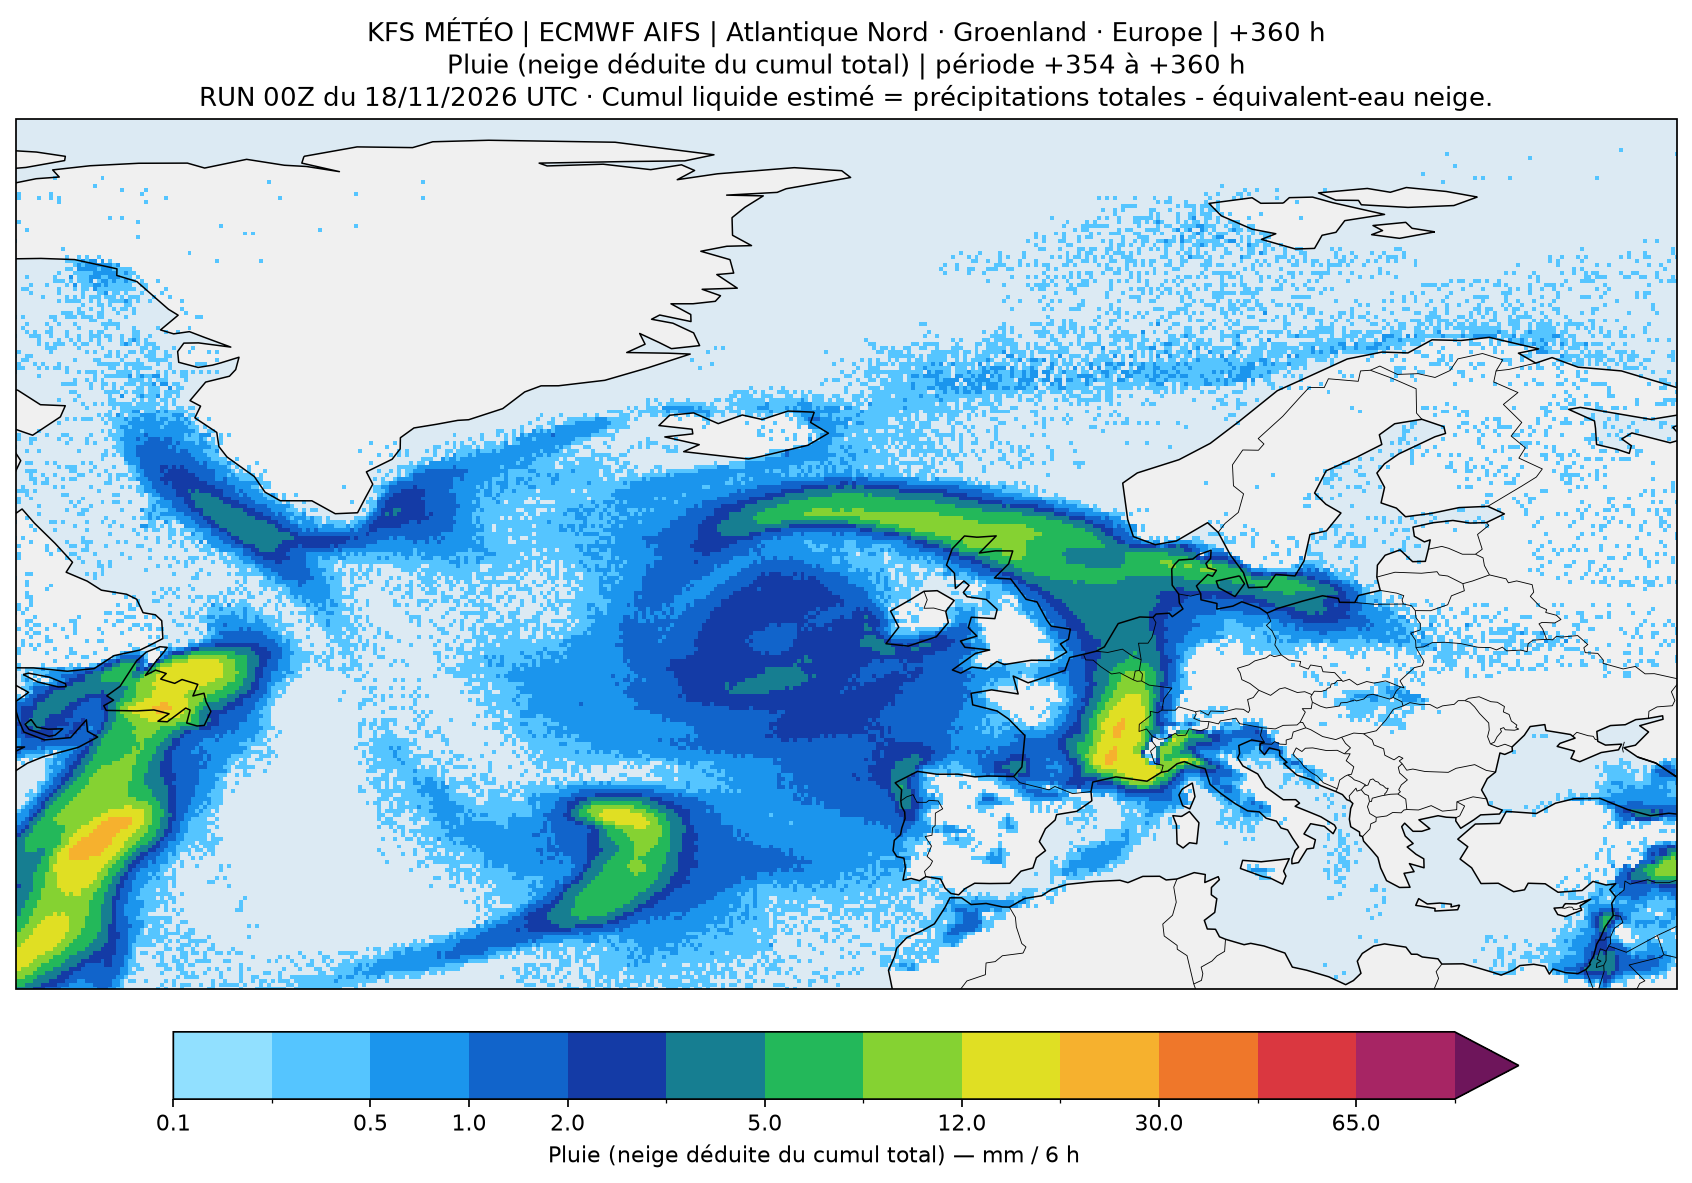 KFS MÉTÉO | ECMWF AIFS | Atlantique Nord · Groenland · Europe | +360 h
Pluie (neige déduite du cumul total) | période +354 à +360 h
RUN 00Z du 18/11/2026 UTC · Cumul liquide estimé = précipitations totales - équivalent-eau neige.
0.1 0.5 1.0 2.0 5.0 12.0 30.0 65.0
Pluie (neige déduite du cumul total) — mm / 6 h